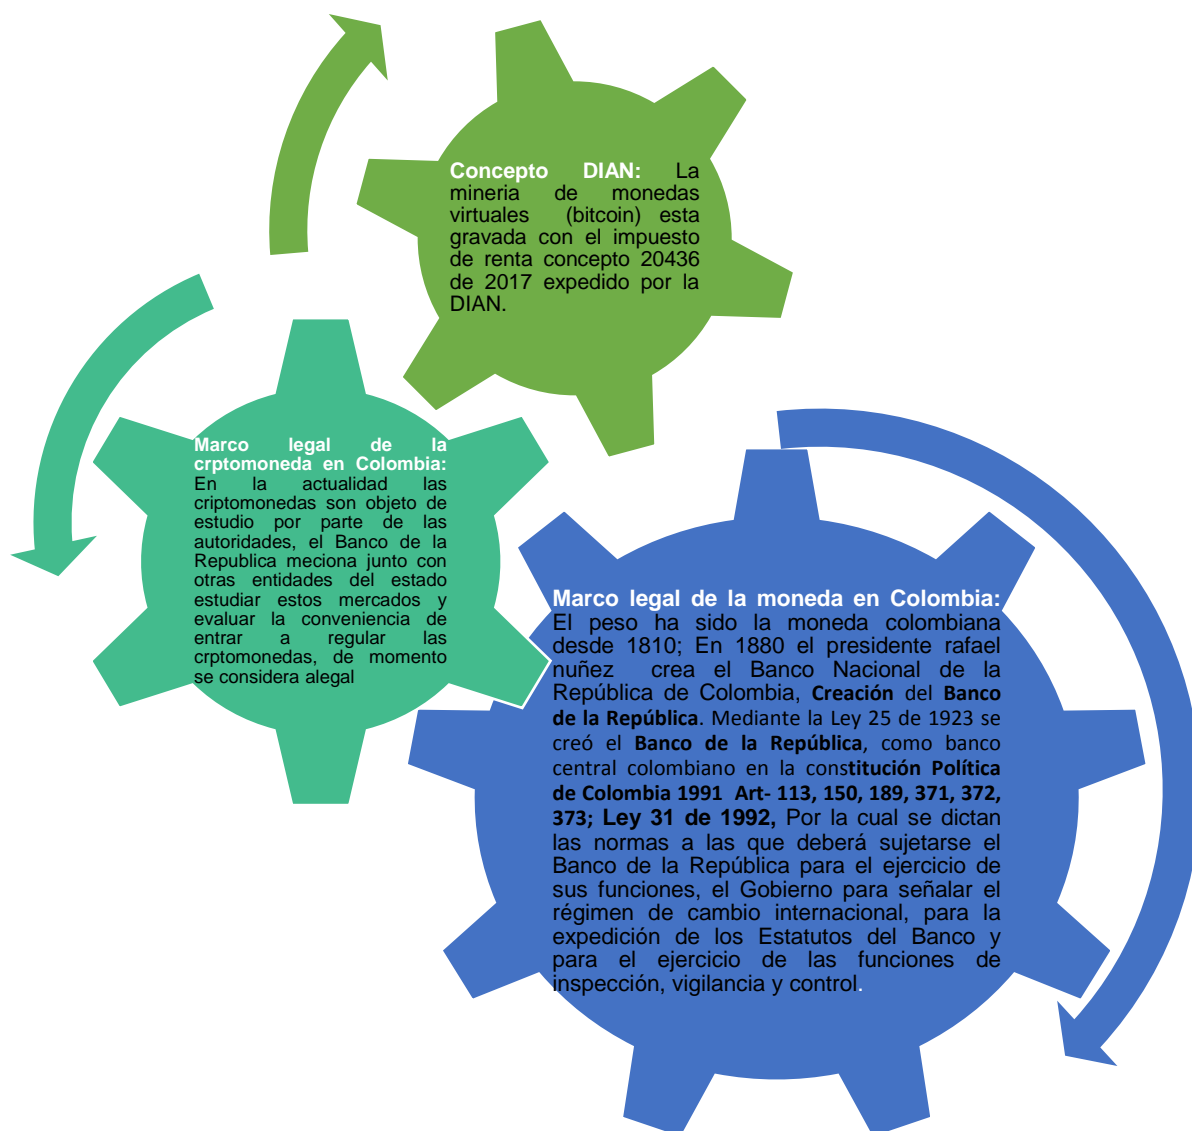 Concepto DIAN: La
mineria de monedas
virtuales (bitcoin) esta
gravada con el impuesto
de renta concepto 20436
de 2017 expedido por la
DIAN.
Marco legal de la
crptomoneda en Colombia:
En la actualidad las
criptomonedas son objeto de
estudio por parte de las
autoridades, el Banco de la
Republica meciona junto con
otras entidades del estado
estudiar estos mercados y
evaluar la conveniencia de
entrar a regular las
crptomonedas, de momento
se considera alegal
Marco legal de la moneda en Colombia:
El peso ha sido la moneda colombiana
desde 1810; En 1880 el presidente rafael
nuñez crea el Banco Nacional de la
República de Colombia, Creación del Banco
de la República. Mediante la Ley 25 de 1923 se
creó el Banco de la República, como banco
central colombiano en la constitución Política
de Colombia 1991 Art- 113, 150, 189, 371, 372,
373; Ley 31 de 1992, Por la cual se dictan
las normas a las que deberá sujetarse el
Banco de la República para el ejercicio de
sus funciones, el Gobierno para señalar el
régimen de cambio internacional, para la
expedición de los Estatutos del Banco y
para el ejercicio de las funciones de
inspección, vigilancia y control.